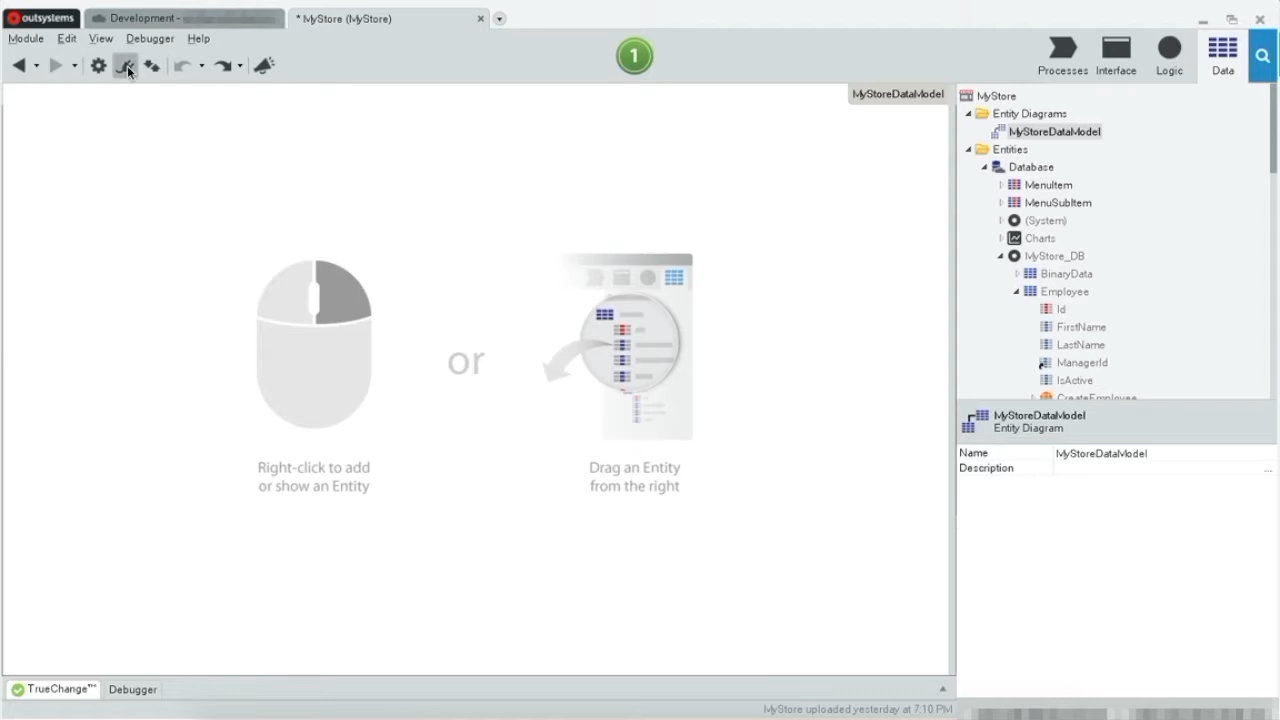 outsystems
Development -
* MyStore (MyStore)
Module Edit View Debugger Help
1
Processes Interface Logic Data
MyStoreDataModel
MyStore
Entity Diagrams
MyStoreDataModel
Entities
Database
MenuItem
MenuSubItem
(System)
Charts
MyStore_DB
BinaryData
Employee
Id
FirstName
LastName
ManagerId
IsActive
CreateEmployee
or
Right-click to add
or show an Entity
Drag an Entity
from the right
MyStoreDataModel
Entity Diagram
Name MyStoreDataModel
Description ...
TrueChange™ Debugger
MyStore uploaded yesterday at 7:10 PM